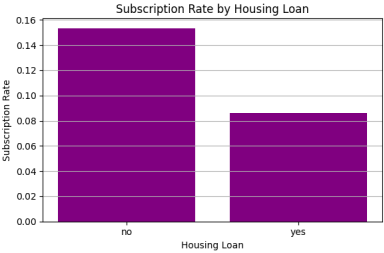 Subscription Rate by Housing Loan
0.16
0.14
0.12
0.10
0.08
0.06
0.04
0.02
0.00
Subscription Rate
no
yes
Housing Loan